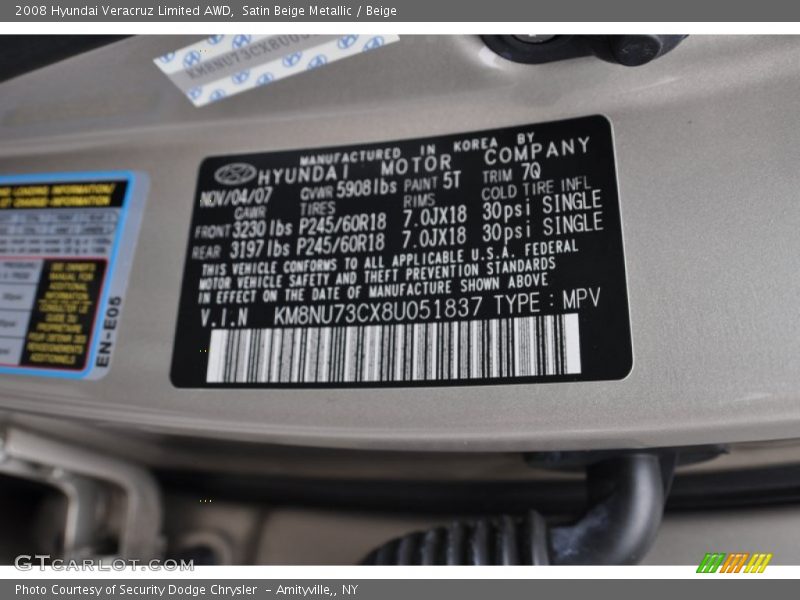 2008 Hyundai Veracruz Limited AWD, Satin Beige Metallic / Beige
KM8NU73CX8U05
MANUFACTURED IN KOREA BY
HYUNDAI MOTOR COMPANY
NOV/04/07 GVWR 5908lbs PAINT 5T TRIM 7Q
GAWR TIRES RIMS COLD TIRE INFL
FRONT 3230 lbs P245/60R18 7.0JX18 30psi SINGLE
REAR 3197 lbs P245/60R18 7.0JX18 30psi SINGLE
THIS VEHICLE CONFORMS TO ALL APPLICABLE U.S.A. FEDERAL
MOTOR VEHICLE SAFETY AND THEFT PREVENTION STANDARDS
IN EFFECT ON THE DATE OF MANUFACTURE SHOWN ABOVE
V.I.N KM8NU73CX8U051837 TYPE : MPV
LOADING INFORMATION
EN-E05
GTCARLOT.COM
Photo Courtesy of Security Dodge Chrysler - Amityville,, NY